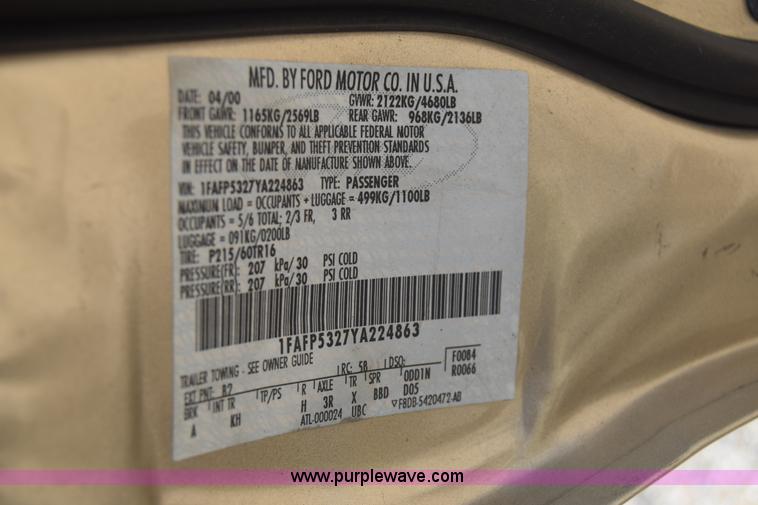 MFD. BY FORD MOTOR CO. IN U.S.A.
DATE: 04/00 GVWR: 2122KG/4680LB
FRONT GAWR: 1165KG/2569LB REAR GAWR: 968KG/2136LB
THIS VEHICLE CONFORMS TO ALL APPLICABLE FEDERAL MOTOR
VEHICLE SAFETY, BUMPER, AND THEFT PREVENTION STANDARDS
IN EFFECT ON THE DATE OF MANUFACTURE SHOWN ABOVE.
VIN: 1FAFP5327YA224863 TYPE: PASSENGER
MAXIMUM LOAD = OCCUPANTS + LUGGAGE = 499KG/1100LB
OCCUPANTS = 5/6 TOTAL; 2/3 FR, 3 RR
LUGGAGE = 091KG/0200LB
TIRE: P215/60TR16
PRESSURE(FR): 207 kPa/30 PSI COLD
PRESSURE(RR): 207 kPa/30 PSI COLD
1FAFP5327YA224863
TRAILER TOWING - SEE OWNER GUIDE
EXT PNT: B7 RC: 58 DSO: F0084
BRK INT TR TP/PS R AXLE TR SPR ODD1N R0066
A KH H 3R X BBD D05
ATL-000024 UBC ▽F8DB-5420472-AB
www.purplewave.com